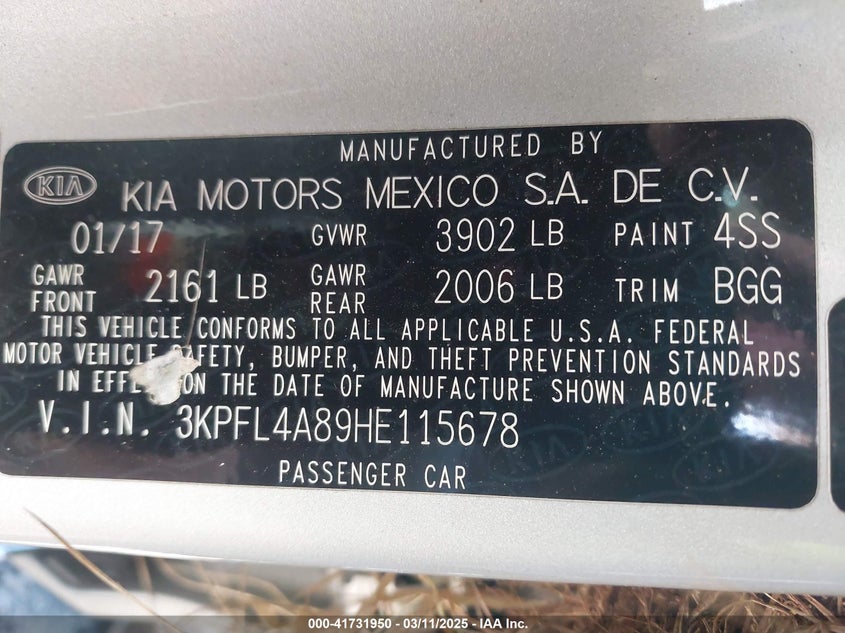 MANUFACTURED BY
KIA KIA MOTORS MEXICO S.A. DE C.V.
01/17 GVWR 3902 LB PAINT 4SS
GAWR FRONT 2161 LB GAWR REAR 2006 LB TRIM BGG
THIS VEHICLE CONFORMS TO ALL APPLICABLE U.S.A. FEDERAL
MOTOR VEHICLE SAFETY, BUMPER, AND THEFT PREVENTION STANDARDS
IN EFFECT ON THE DATE OF MANUFACTURE SHOWN ABOVE.
V.I.N. 3KPFL4A89HE115678
PASSENGER CAR
000-41731950 - 03/11/2025 - IAA Inc.